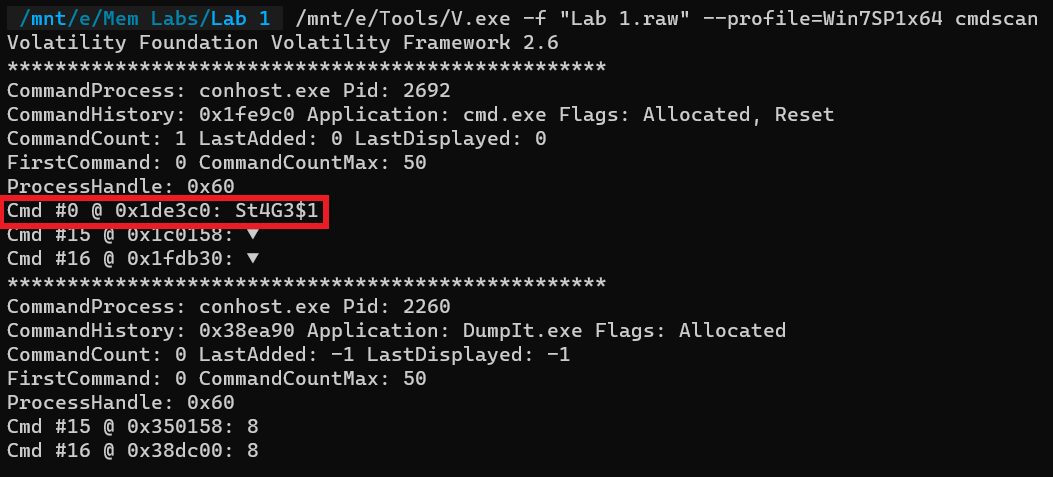 /mnt/e/Mem Labs/Lab 1 /mnt/e/Tools/V.exe -f "Lab 1.raw" --profile=Win7SP1x64 cmdscan
Volatility Foundation Volatility Framework 2.6
**************************************************
CommandProcess: conhost.exe Pid: 2692
CommandHistory: 0x1fe9c0 Application: cmd.exe Flags: Allocated, Reset
CommandCount: 1 LastAdded: 0 LastDisplayed: 0
FirstCommand: 0 CommandCountMax: 50
ProcessHandle: 0x60
Cmd #0 @ 0x1de3c0: St4G3$1
Cmd #15 @ 0x1c0158: ▼
Cmd #16 @ 0x1fdb30: ▼
**************************************************
CommandProcess: conhost.exe Pid: 2260
CommandHistory: 0x38ea90 Application: DumpIt.exe Flags: Allocated
CommandCount: 0 LastAdded: -1 LastDisplayed: -1
FirstCommand: 0 CommandCountMax: 50
ProcessHandle: 0x60
Cmd #15 @ 0x350158: 8
Cmd #16 @ 0x38dc00: 8